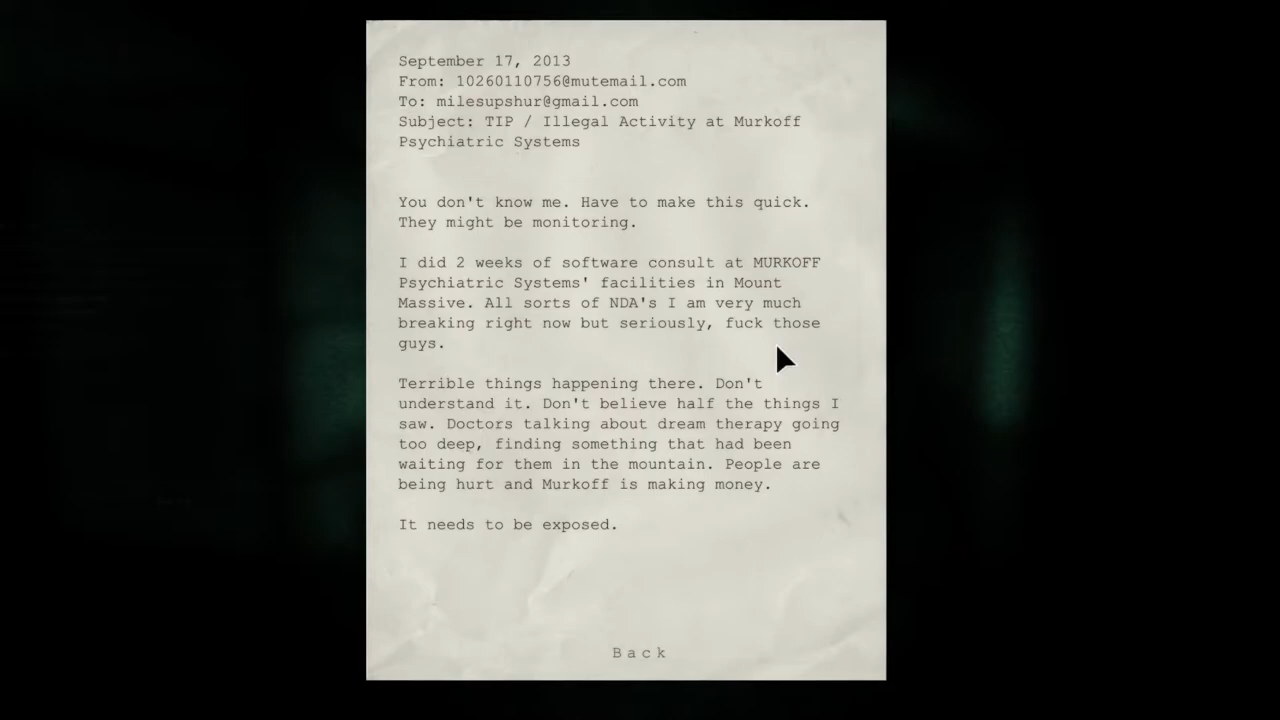 September 17, 2013
From: 10260110756@mutemail.com
To: milesupshur@gmail.com
Subject: TIP / Illegal Activity at Murkoff
Psychiatric Systems
You don't know me. Have to make this quick.
They might be monitoring.
I did 2 weeks of software consult at MURKOFF
Psychiatric Systems' facilities in Mount
Massive. All sorts of NDA's I am very much
breaking right now but seriously, fuck those
guys.
Terrible things happening there. Don't
understand it. Don't believe half the things I
saw. Doctors talking about dream therapy going
too deep, finding something that had been
waiting for them in the mountain. People are
being hurt and Murkoff is making money.
It needs to be exposed.
Back